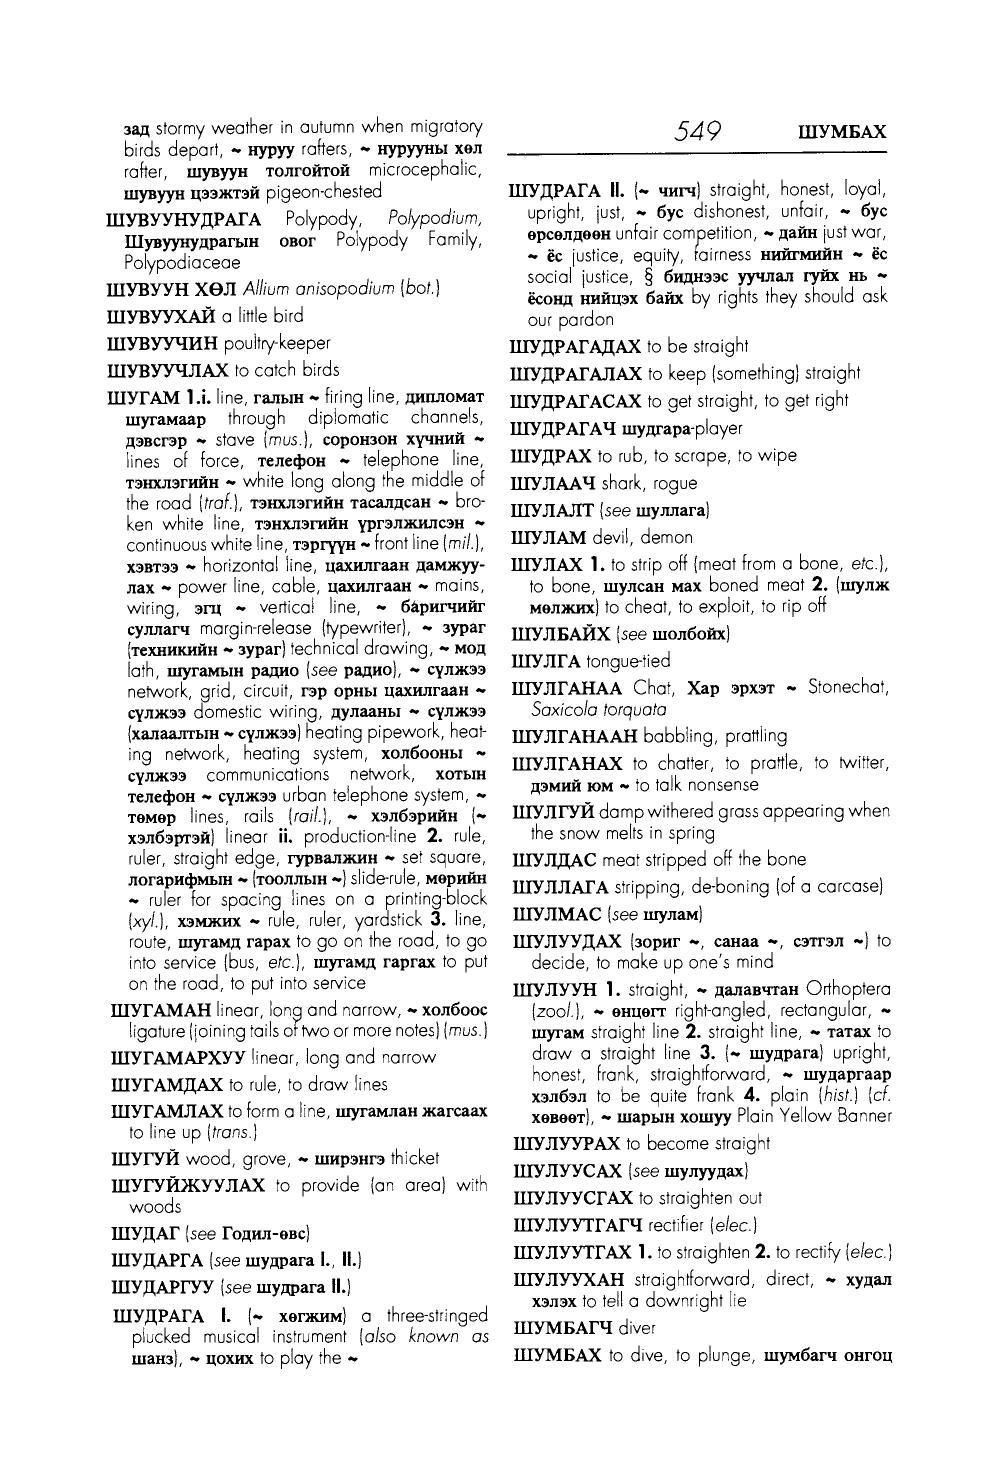 зад stormy weather in autumn when migratory
birds depart, ~ нуруу rafters, ~ нурууны хөл
rafter, шувуун толгойтой microcephalic,
шувуун цээжтэй pigeon-chested
ШУВУУНУДРАГА Polypody, Polypodium,
Шувуунудрагын овог Polypody Family,
Polypodiaceae
ШУВУУН ХӨЛ Allium anisopodium (bot.)
ШУВУУХАЙ a little bird
ШУВУУЧИН poultry-keeper
ШУВУУЧЛАХ to catch birds
ШУГАМ 1.i. line, галын ~ firing line, дипломат
шугамаар through diplomatic channels,
дэвсгэр ~ stave (mus.), соронзон хүчний ~
lines of force, телефон ~ telephone line,
тэнхлэгийн ~ white long along the middle of
the road (traf.), тэнхлэгийн тасалдсан ~ bro-
ken white line, тэнхлэгийн үргэлжилсэн ~
continuous white line, тэргүүн ~ front line (mil.),
хэвтээ ~ horizontal line, цахилгаан дамжуу-
лах ~ power line, cable, цахилгаан ~ mains,
wiring, эгц ~ vertical line, ~ баригчийг
суллагч margin-release (typewriter), ~ зураг
(техникийн ~ зураг) technical drawing, ~ мод
lath, шугамын радио (see радио), ~ сүлжээ
network, grid, circuit, гэр орны цахилгаан ~
сүлжээ domestic wiring, дулааны ~ сүлжээ
(халаалтын ~ сүлжээ) heating pipework, heat-
ing network, heating system, холбооны ~
сүлжээ communications network, хотын
телефон ~ сүлжээ urban telephone system, ~
төмөр lines, rails (rail.), ~ хэлбэрийн (~
хэлбэртэй) linear ii. production-line 2. rule,
ruler, straight edge, гурвалжин ~ set square,
логарифмын ~ (тооллын ~) slide-rule, мөрийн
~ ruler for spacing lines on a printing-block
(xyl.), хэмжих ~ rule, ruler, yardstick 3. line,
route, шугамд гарах to go on the road, to go
into service (bus, etc.), шугамд гаргах to put
on the road, to put into service
ШУГАМАН linear, long and narrow, ~ холбоос
ligature (joining tails of two or more notes) (mus.)
ШУГАМАРХУУ linear, long and narrow
ШУГАМДАХ to rule, to draw lines
ШУГАМЛАХ to form a line, шугамлан жагсаах
to line up (trans.)
ШУГУЙ wood, grove, ~ ширэнгэ thicket
ШУГУЙЖУУЛАХ to provide (an area) with
woods
ШУДАГ (see Годил-өвс)
ШУДАРГА (see шудрага I., II.)
ШУДАРГУУ (see шудрага II.)
ШУДРАГА I. (~ хөгжим) a three-stringed
plucked musical instrument (also known as
шанз), ~ цохих to play the ~
549 ШУМБАХ
ШУДРАГА II. (~ чигч) straight, honest, loyal,
upright, just, ~ бус dishonest, unfair, ~ бус
өрсөлдөөн unfair competition, ~ дайн just war,
~ ёс justice, equity, fairness нийгмийн ~ ёс
social justice, § биднээс уучлал гуйх нь ~
ёсонд нийцэх байх by rights they should ask
our pardon
ШУДРАГАДАХ to be straight
ШУДРАГАЛАХ to keep (something) straight
ШУДРАГАСАХ to get straight, to get right
ШУДРАГАЧ шудгара-player
ШУДРАХ to rub, to scrape, to wipe
ШУЛААЧ shark, rogue
ШУЛАЛТ (see шуллага)
ШУЛАМ devil, demon
ШУЛАХ 1. to strip off (meat from a bone, etc.),
to bone, шулсан мах boned meat 2. (шулж
мөлжих) to cheat, to exploit, to rip off
ШУЛБАЙХ (see шолбойх)
ШУЛГА tongue-tied
ШУЛГАНАА Chat, Хар эрхэт ~ Stonechat,
Saxicola torquata
ШУЛГАНААН babbling, prattling
ШУЛГАНАХ to chatter, to prattle, to twitter,
дэмий юм ~ to talk nonsense
ШУЛГУЙ damp withered grass appearing when
the snow melts in spring
ШУЛДАС meat stripped off the bone
ШУЛЛАГА stripping, de-boning (of a carcase)
ШУЛМАС (see шулам)
ШУЛУУДАХ (зориг ~, санаа ~, сэтгэл ~) to
decide, to make up one's mind
ШУЛУУН 1. straight, ~ далавчтан Orthoptera
(zool.), ~ өнцөгт right-angled, rectangular, ~
шугам straight line 2. straight line, ~ татах to
draw a straight line 3. (~ шудрага) upright,
honest, frank, straightforward, ~ шударгаар
хэлбэл to be quite frank 4. plain (hist.) (cf.
хөвөөт), ~ шарын хошуу Plain Yellow Banner
ШУЛУУРАХ to become straight
ШУЛУУСАХ (see шулуудах)
ШУЛУУСГАХ to straighten out
ШУЛУУТГАГЧ rectifier (elec.)
ШУЛУУТГАХ 1. to straighten 2. to rectify (elec.)
ШУЛУУХАН straightforward, direct, ~ худал
хэлэх to tell a downright lie
ШУМБАГЧ diver
ШУМБАХ to dive, to plunge, шумбагч онгоц